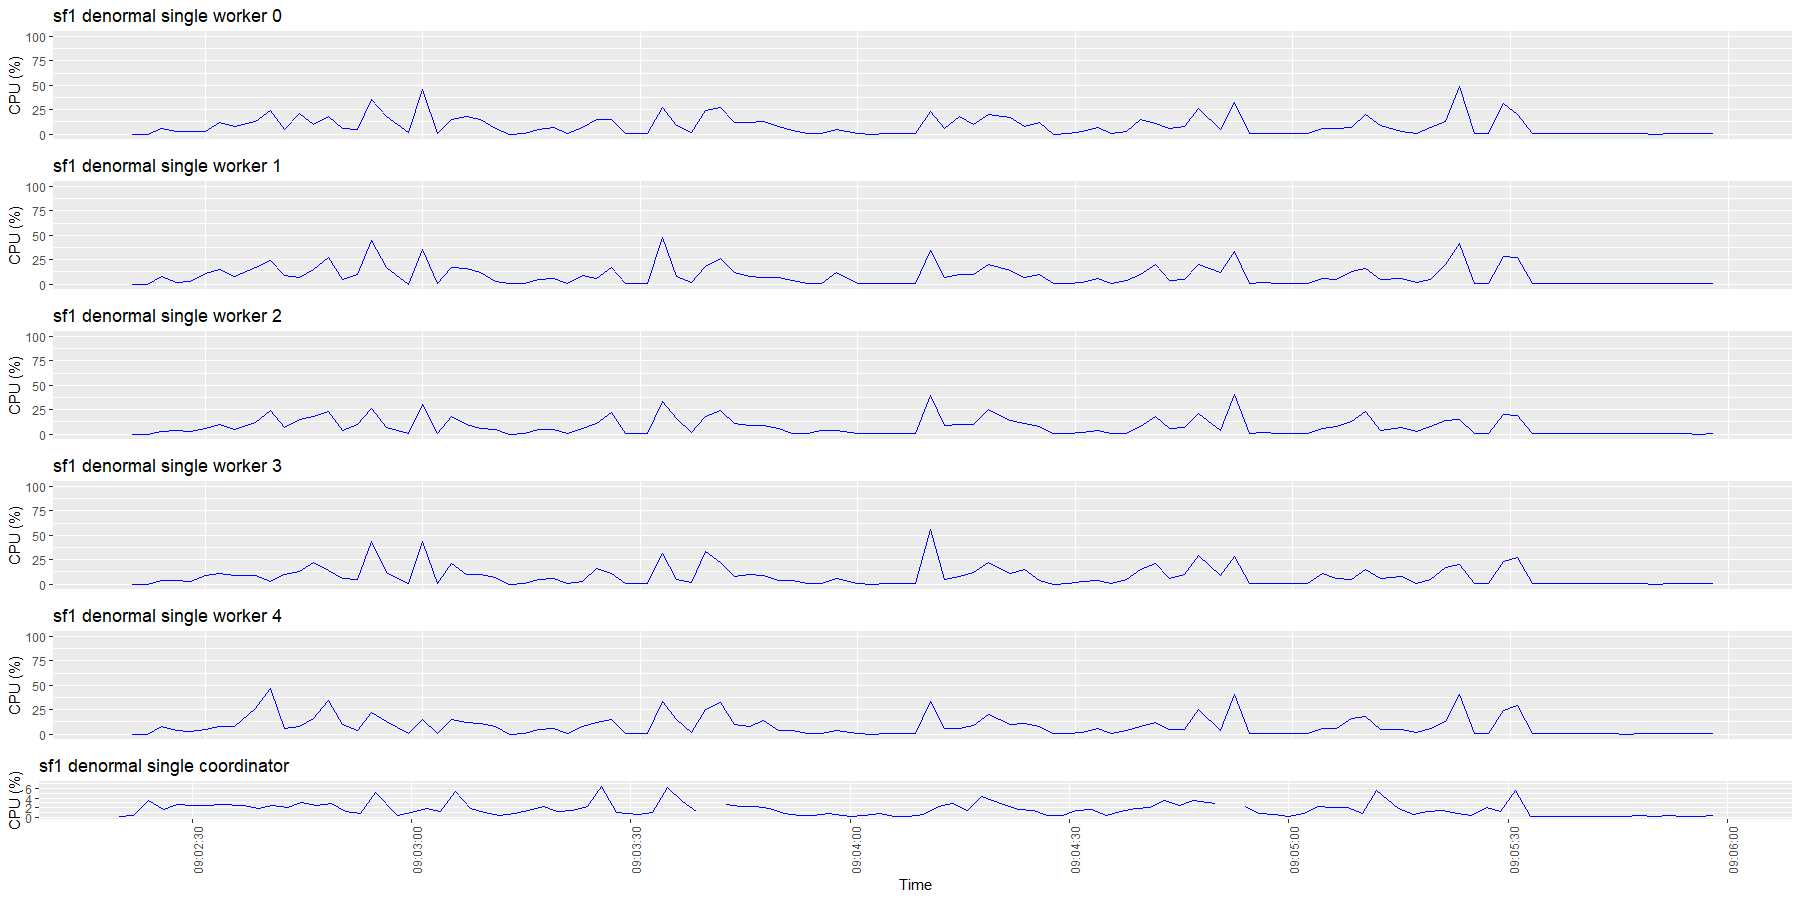 sf1 denormal single worker 0
100
75
50
25
0
CPU (%)
sf1 denormal single worker 1
100
75
50
25
0
CPU (%)
sf1 denormal single worker 2
100
75
50
25
0
CPU (%)
sf1 denormal single worker 3
100
75
50
25
0
CPU (%)
sf1 denormal single worker 4
100
75
50
25
0
CPU (%)
sf1 denormal single coordinator
6
4
2
0
CPU (%)
09:02:30
09:03:00
09:03:30
09:04:00
09:04:30
09:05:00
09:05:30
09:06:00
Time